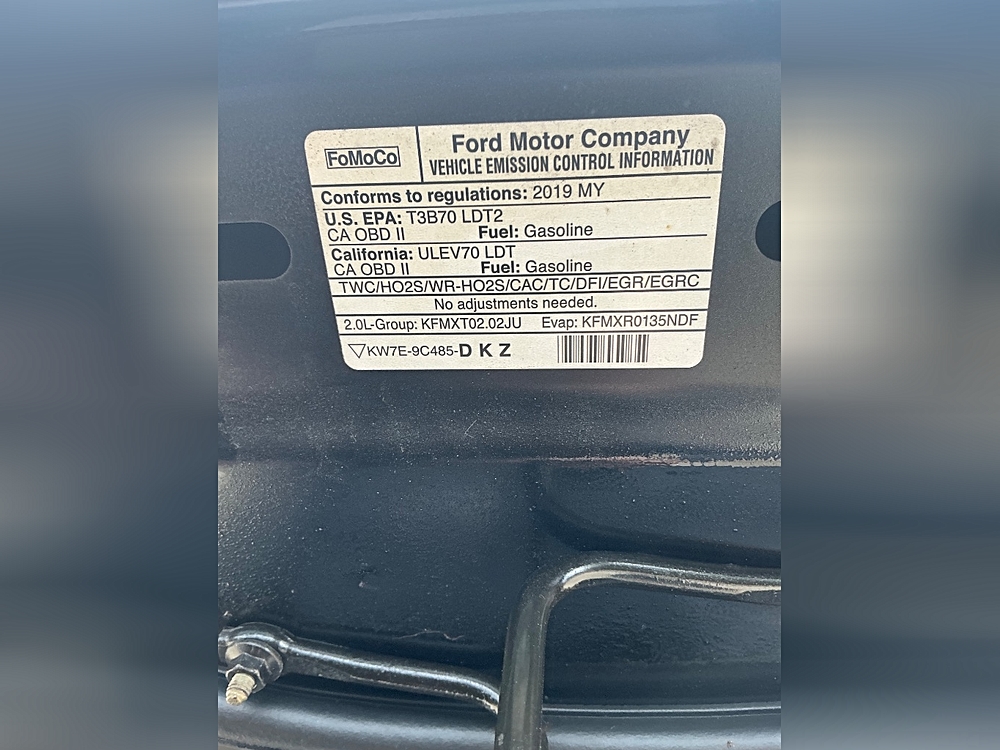 FoMoCo
Ford Motor Company
VEHICLE EMISSION CONTROL INFORMATION
Conforms to regulations: 2019 MY
U.S. EPA: T3B70 LDT2
CA OBD II Fuel: Gasoline
California: ULEV70 LDT
CA OBD II Fuel: Gasoline
TWC/HO2S/WR-HO2S/CAC/TC/DFI/EGR/EGRC
No adjustments needed.
2.0L-Group: KFMXT02.02JU Evap: KFMXR0135NDF
KW7E-9C485-D K Z